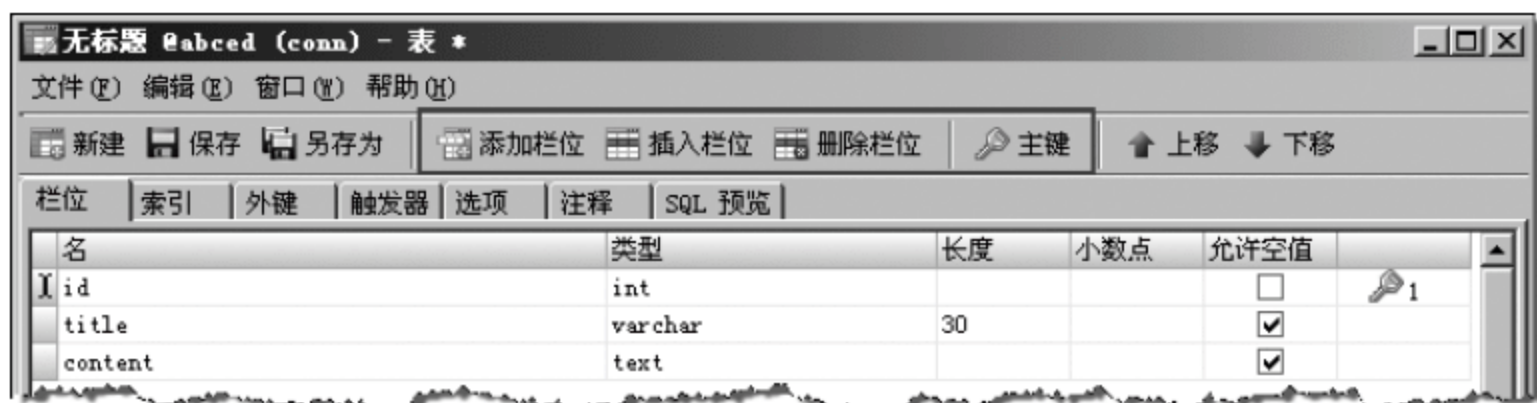 无标题 @abced (conn) - 表 *
文件(F) 编辑(E) 窗口(W) 帮助(H)
新建 保存 另存为 添加栏位 插入栏位 删除栏位 主键 上移 下移
栏位 索引 外键 触发器 选项 注释 SQL 预览
名 类型 长度 小数点 允许空值
id int 1
title varchar 30
content text